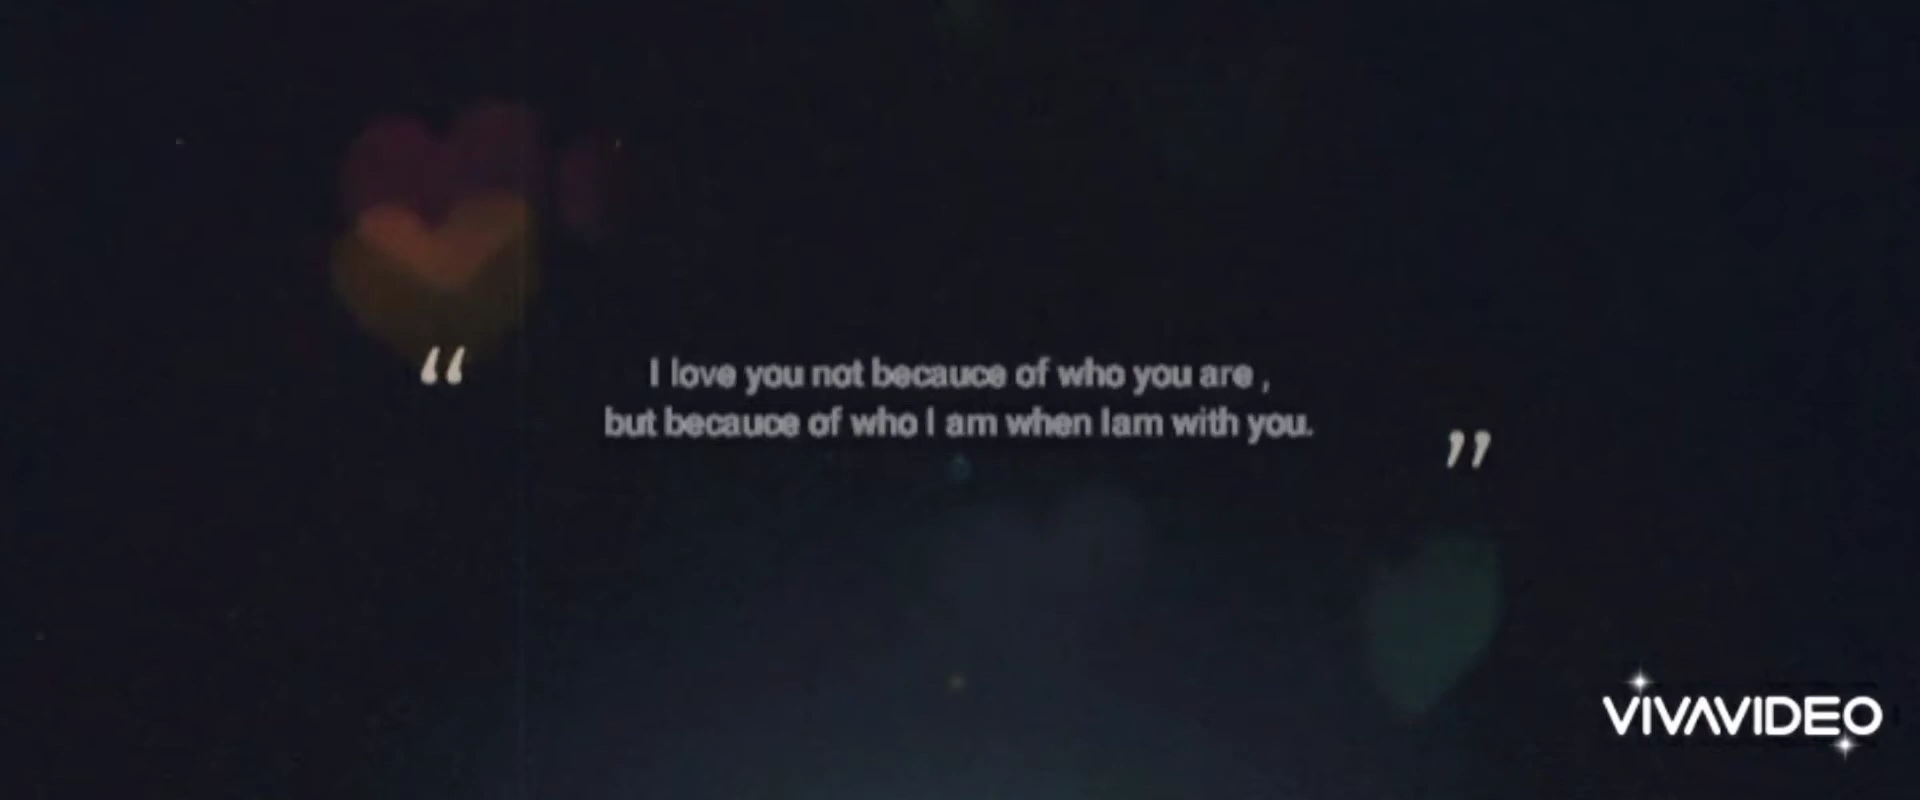 “ I love you not becauce of who you are ,
but becauce of who I am when Iam with you. ”
VIVAVIDEO